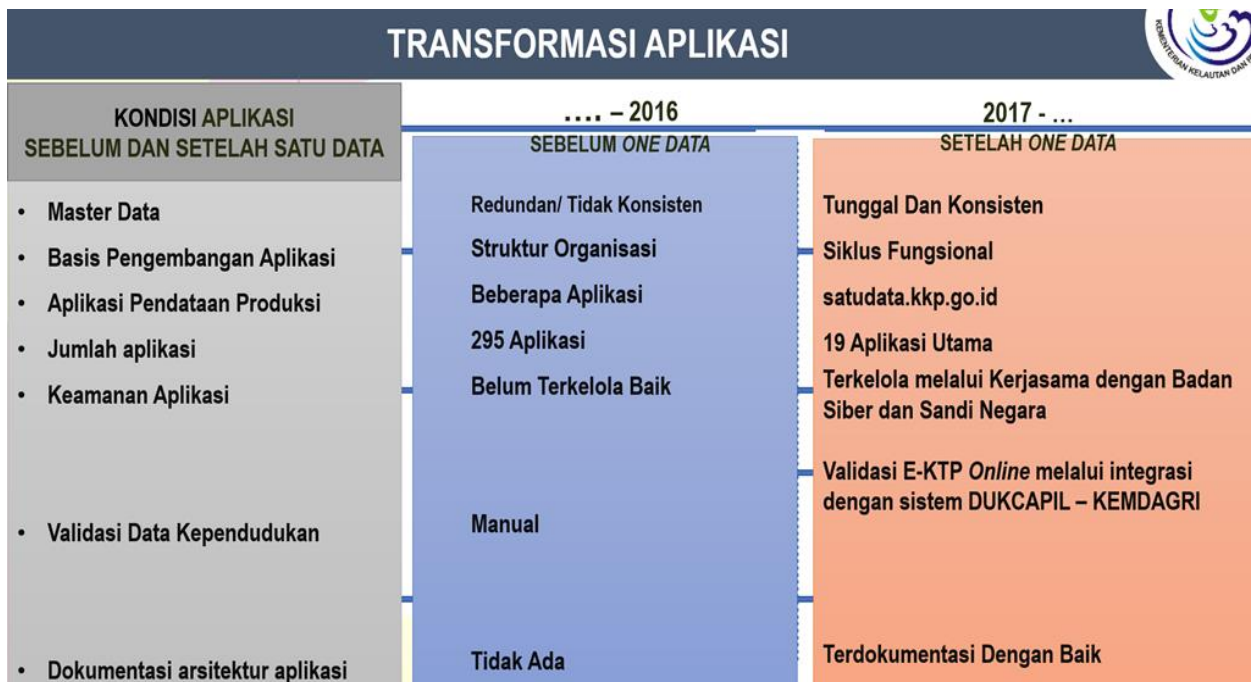 TRANSFORMASI APLIKASI
KEMENTERIAN KELAUTAN DAN
KONDISI APLIKASI
SEBELUM DAN SETELAH SATU DATA
.... – 2016
SEBELUM ONE DATA
2017 - ...
SETELAH ONE DATA
• Master Data
Redundan/ Tidak Konsisten
Tunggal Dan Konsisten
• Basis Pengembangan Aplikasi
Struktur Organisasi
Siklus Fungsional
• Aplikasi Pendataan Produksi
Beberapa Aplikasi
satudata.kkp.go.id
• Jumlah aplikasi
295 Aplikasi
19 Aplikasi Utama
• Keamanan Aplikasi
Belum Terkelola Baik
Terkelola melalui Kerjasama dengan Badan
Siber dan Sandi Negara
• Validasi Data Kependudukan
Manual
Validasi E-KTP Online melalui integrasi
dengan sistem DUKCAPIL – KEMDAGRI
• Dokumentasi arsitektur aplikasi
Tidak Ada
Terdokumentasi Dengan Baik